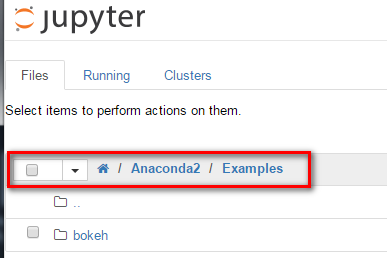 jupyter
Files Running Clusters
Select items to perform actions on them.
/ Anaconda2 / Examples
..
bokeh